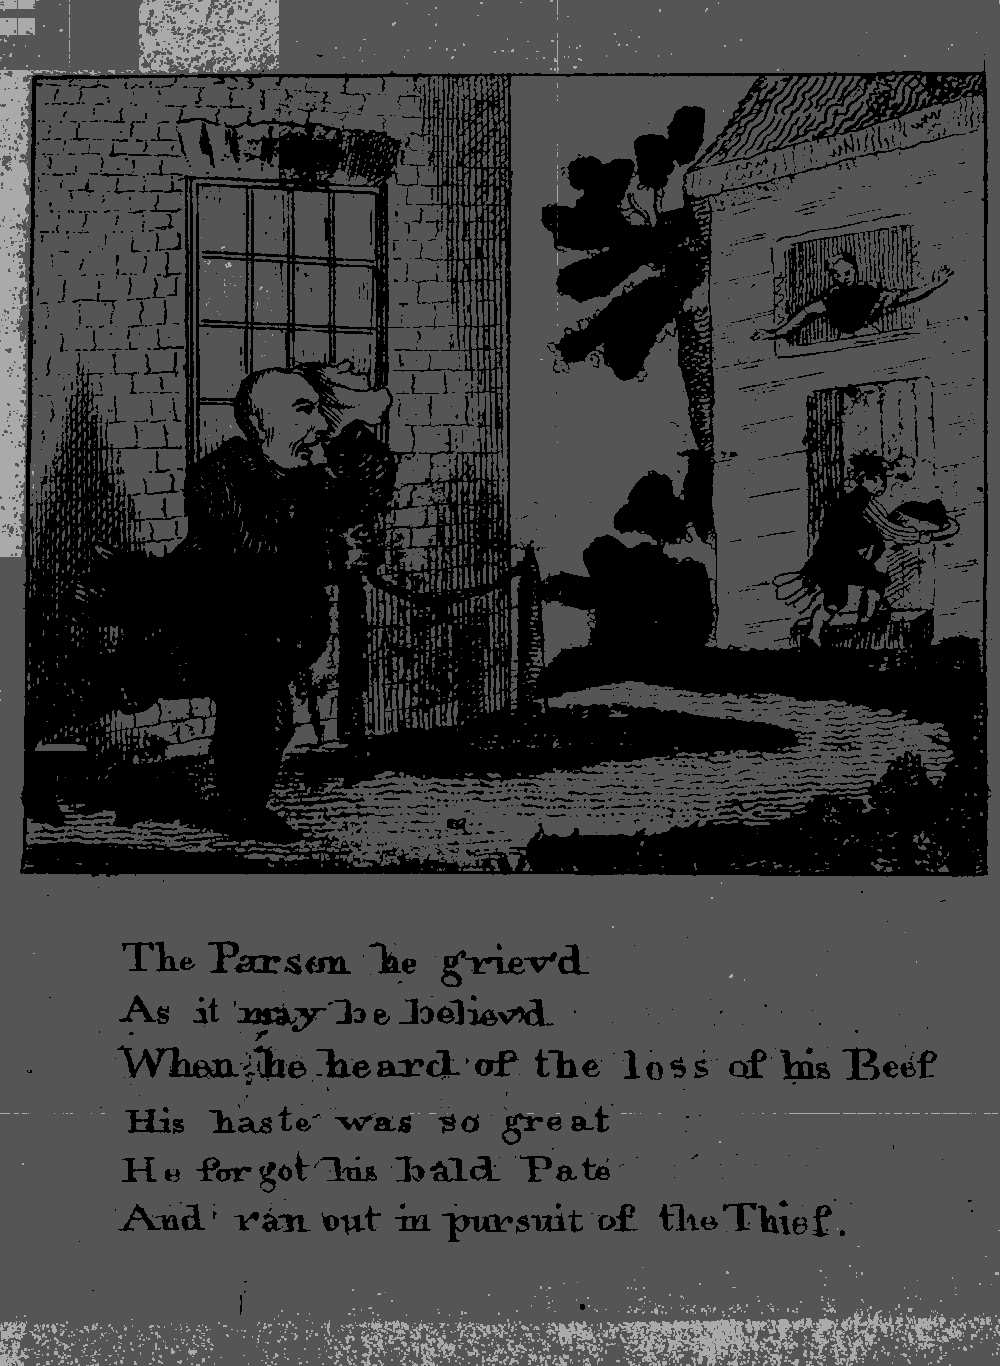 The Parson he griev'd
As it may be believ'd
When he heard of the loss of his Beef
His haste was so great
He forgot his bald Pate
And ran out in pursuit of the Thief.